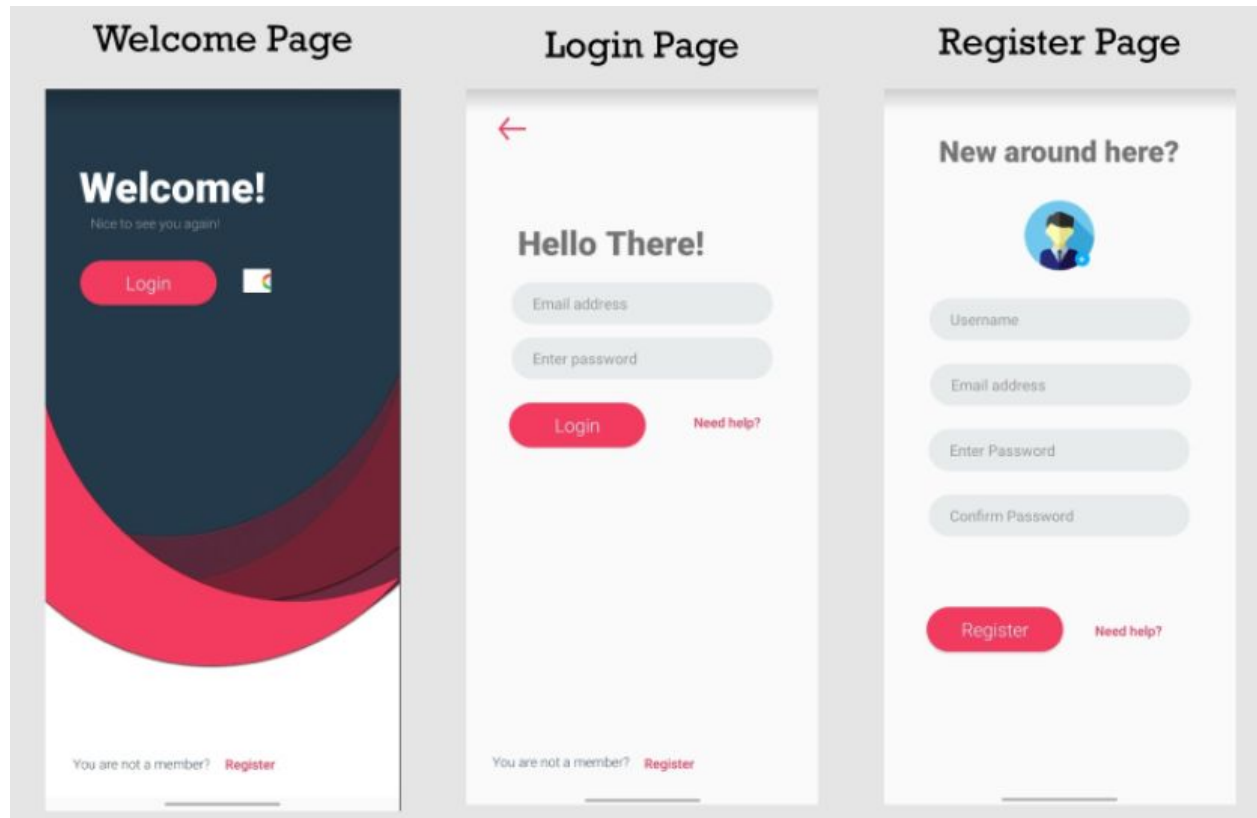 Welcome Page
Welcome!
Nice to see you again!
Login
You are not a member? Register
Login Page
Hello There!
Email address
Enter password
Login Need help?
You are not a member? Register
Register Page
New around here?
Username
Email address
Enter Password
Confirm Password
Register Need help?